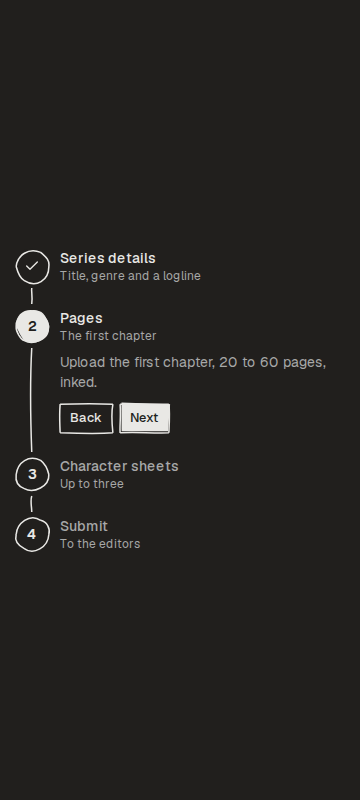 Series details
Title, genre and a logline
2
Pages
The first chapter
Upload the first chapter, 20 to 60 pages,
inked.
Back
Next
3
Character sheets
Up to three
4
Submit
To the editors